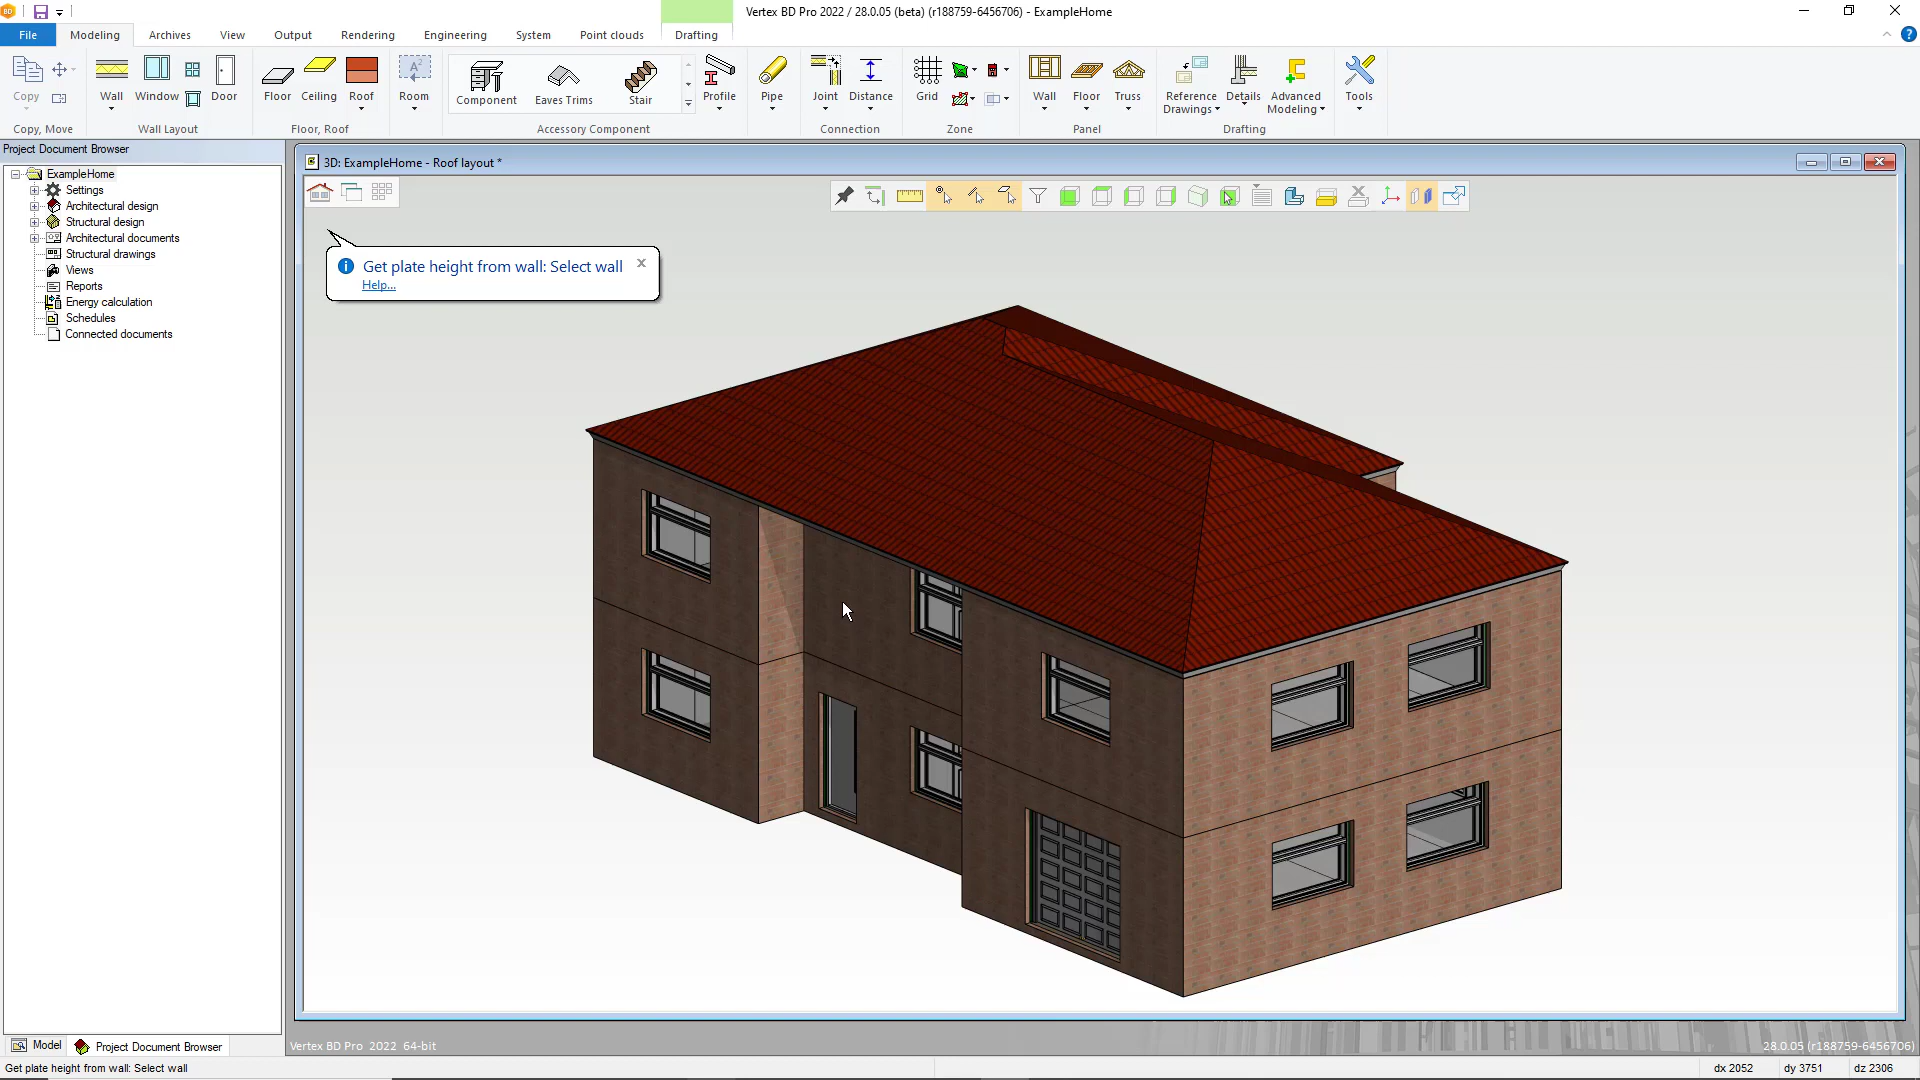 Vertex BD Pro 2022 / 28.0.05 (beta) (r188759-6456706) - ExampleHome
File Modeling Archives View Output Rendering Engineering System Point clouds Drafting
Copy Wall Window Door Floor Ceiling Roof Room Component Eaves Trims Stair Profile Pipe Joint Distance Grid Wall Floor Truss Reference Drawings Details Advanced Modeling Tools
Copy, Move Wall Layout Floor, Roof Accessory Component Connection Zone Panel Drafting
Project Document Browser
3D: ExampleHome - Roof layout *
ExampleHome
Settings
Architectural design
Structural design
Architectural documents
Structural drawings
Views
Reports
Energy calculation
Schedules
Connected documents
Get plate height from wall: Select wall
Help...
Model Project Document Browser
Vertex BD Pro 2022 64-bit 28.0.05 (r188759-6456706)
Get plate height from wall: Select wall dx 2052 dy 3751 dz 2306